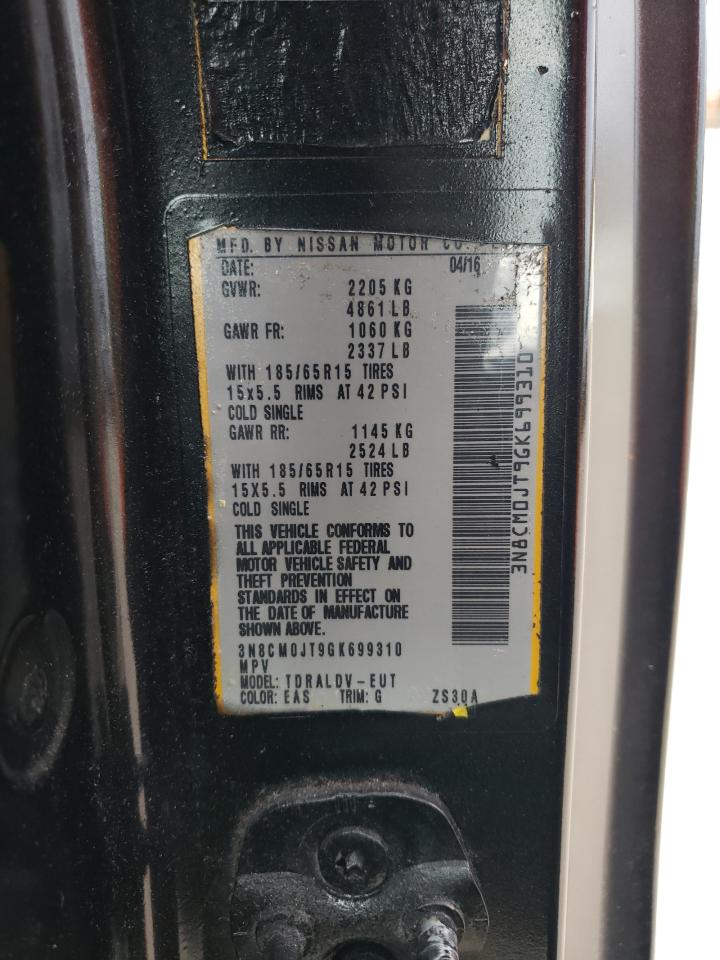 MFD. BY NISSAN MOTOR CO.
DATE: 04/16
GVWR: 2205 KG
4861 LB
GAWR FR: 1060 KG
2337 LB
WITH 185/65R15 TIRES
15x5.5 RIMS AT 42 PSI
COLD SINGLE
GAWR RR: 1145 KG
2524 LB
WITH 185/65R15 TIRES
15X5.5 RIMS AT 42 PSI
COLD SINGLE
THIS VEHICLE CONFORMS TO
ALL APPLICABLE FEDERAL
MOTOR VEHICLE SAFETY AND
THEFT PREVENTION
STANDARDS IN EFFECT ON
THE DATE OF MANUFACTURE
SHOWN ABOVE.
3N8CM0JT9GK699310
MPV
MODEL: TDRALDV-EUT
COLOR: EAS TRIM: G ZS30A
3N8CM0JT9GK699310